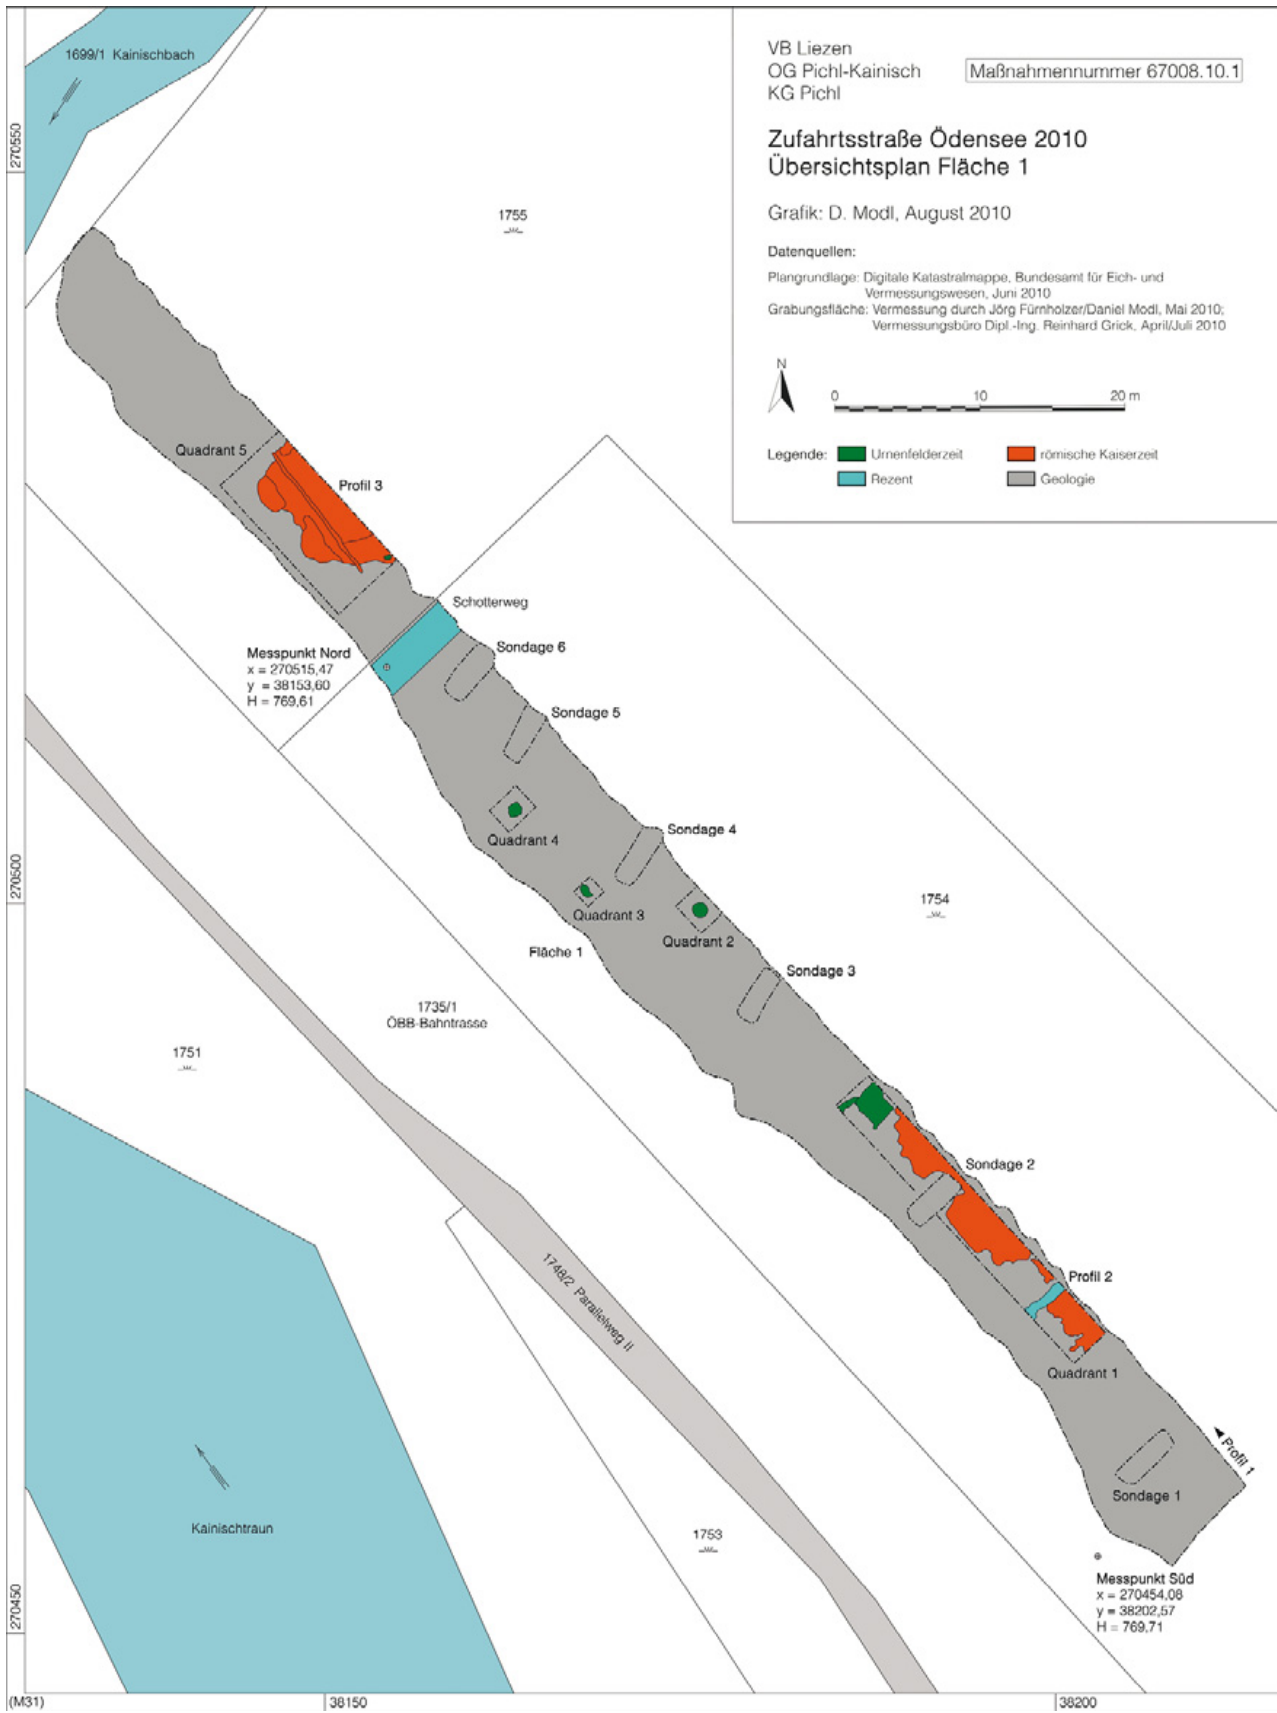 VB Liezen
OG Pichl-Kainisch
KG Pichl
Maßnahmennummer 67008.10.1
Zufahrtsstraße Ödensee 2010
Übersichtsplan Fläche 1
Grafik: D. Modl, August 2010
Datenquellen:
Plangrundlage: Digitale Katastralmappe, Bundesamt für Eich- und
Vermessungswesen, Juni 2010
Grabungsfläche: Vermessung durch Jörg Fürnholzer/Daniel Modl, Mai 2010;
Vermessungsbüro Dipl.-Ing. Reinhard Grick, April/Juli 2010
N
0 10 20 m
Legende: Urnenfelderzeit römische Kaiserzeit
Rezent Geologie
1699/1 Kainischbach
270550
1755
Quadrant 5
Profil 3
Schotterweg
Messpunkt Nord
x = 270515,47
y = 38153,60
H = 769,61
Sondage 6
Sondage 5
Quadrant 4
Sondage 4
270500
1754
Quadrant 3
Quadrant 2
Fläche 1
Sondage 3
1735/1
ÖBB-Bahntrasse
1751
Sondage 2
1748/2 Parallelweg II
Profil 2
Quadrant 1
Profil 1
Sondage 1
Kainischtraun
1753
Messpunkt Süd
x = 270454,08
y = 38202,57
H = 769,71
270450
(M31)
38150
38200